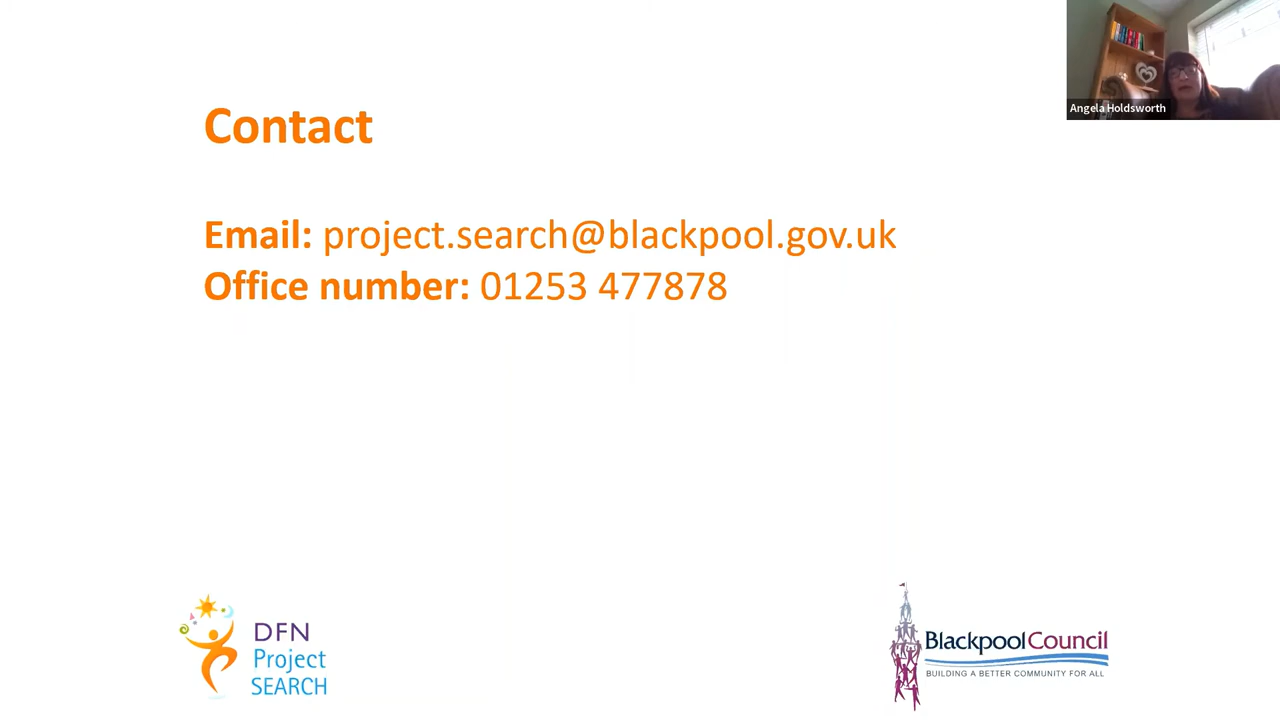 Angela Holdsworth
Contact
Email: project.search@blackpool.gov.uk
Office number: 01253 477878
DFN
Project
SEARCH
BlackpoolCouncil
BUILDING A BETTER COMMUNITY FOR ALL